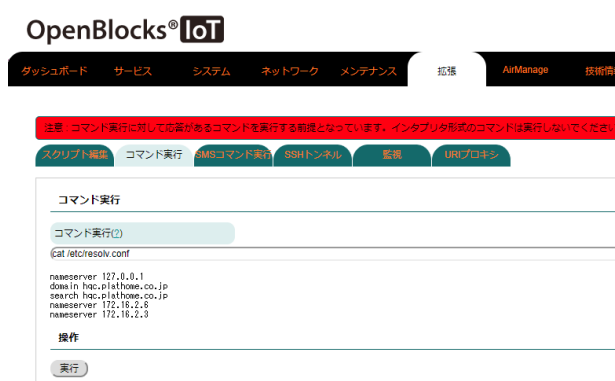 OpenBlocks® IoT
ダッシュボード サービス システム ネットワーク メンテナンス 拡張 AirManage 技術情
注意：コマンド実行に対して応答があるコマンドを実行する前提となっています。インタプリタ形式のコマンドは実行しないでください
スクリプト編集 コマンド実行 SMSコマンド実行 SSHトンネル 監視 URIプロキシ
コマンド実行
コマンド実行(?)
cat /etc/resolv.conf
nameserver 127.0.0.1
domain hqc.plathome.co.jp
search hqc.plathome.co.jp
nameserver 172.16.2.6
nameserver 172.16.2.3
操作
実行